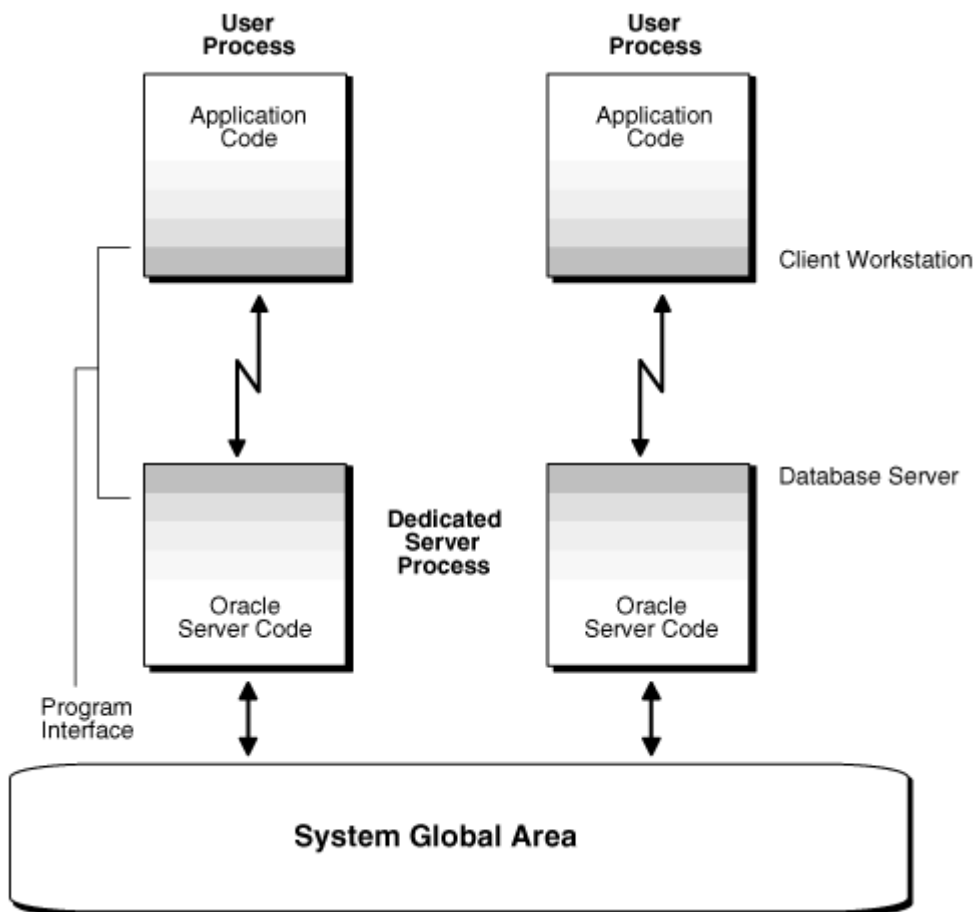 User
Process
User
Process
Application
Code
Application
Code
Client Workstation
Database Server
Dedicated
Server
Process
Oracle
Server Code
Oracle
Server Code
Program
Interface
System Global Area